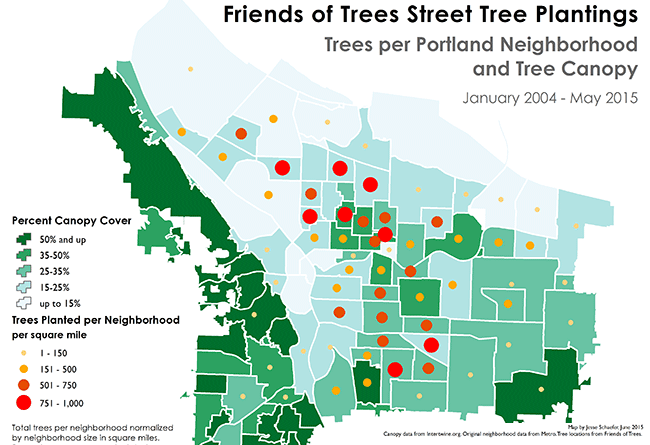 Friends of Trees Street Tree Plantings
Trees per Portland Neighborhood
and Tree Canopy
January 2004 - May 2015
Percent Canopy Cover
50% and up
35-50%
25-35%
15-25%
up to 15%
Trees Planted per Neighborhood
per square mile
1 - 150
151 - 500
501 - 750
751 - 1,000
Total trees per neighborhood normalized
by neighborhood size in square miles.
Map by Jenee Schaefer, June 2015.
Canopy data from Intertwine.org. Original neighborhood data from Metro. Tree locations from Friends of Trees.